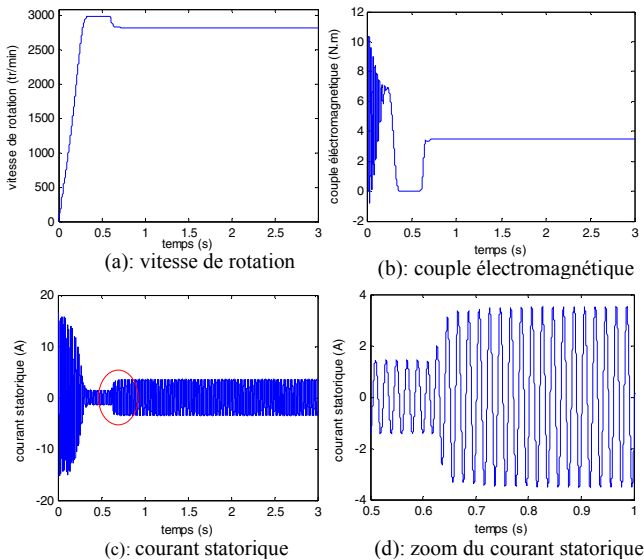 3000
2500
2000
1500
1000
500
0
vitesse de rotation (tr/min)
0 0.5 1 1.5 2 2.5 3
temps (s)
(a): vitesse de rotation
12
10
8
6
4
2
0
-2
couple éléctromagnetique (N.m)
0 0.5 1 1.5 2 2.5 3
temps (s)
(b): couple électromagnétique
20
10
0
-10
-20
courant statorique (A)
0 0.5 1 1.5 2 2.5 3
temps (s)
(c): courant statorique
4
2
0
-2
-4
courant statorique (A)
0.5 0.6 0.7 0.8 0.9 1
temps (s)
(d): zoom du courant statorique